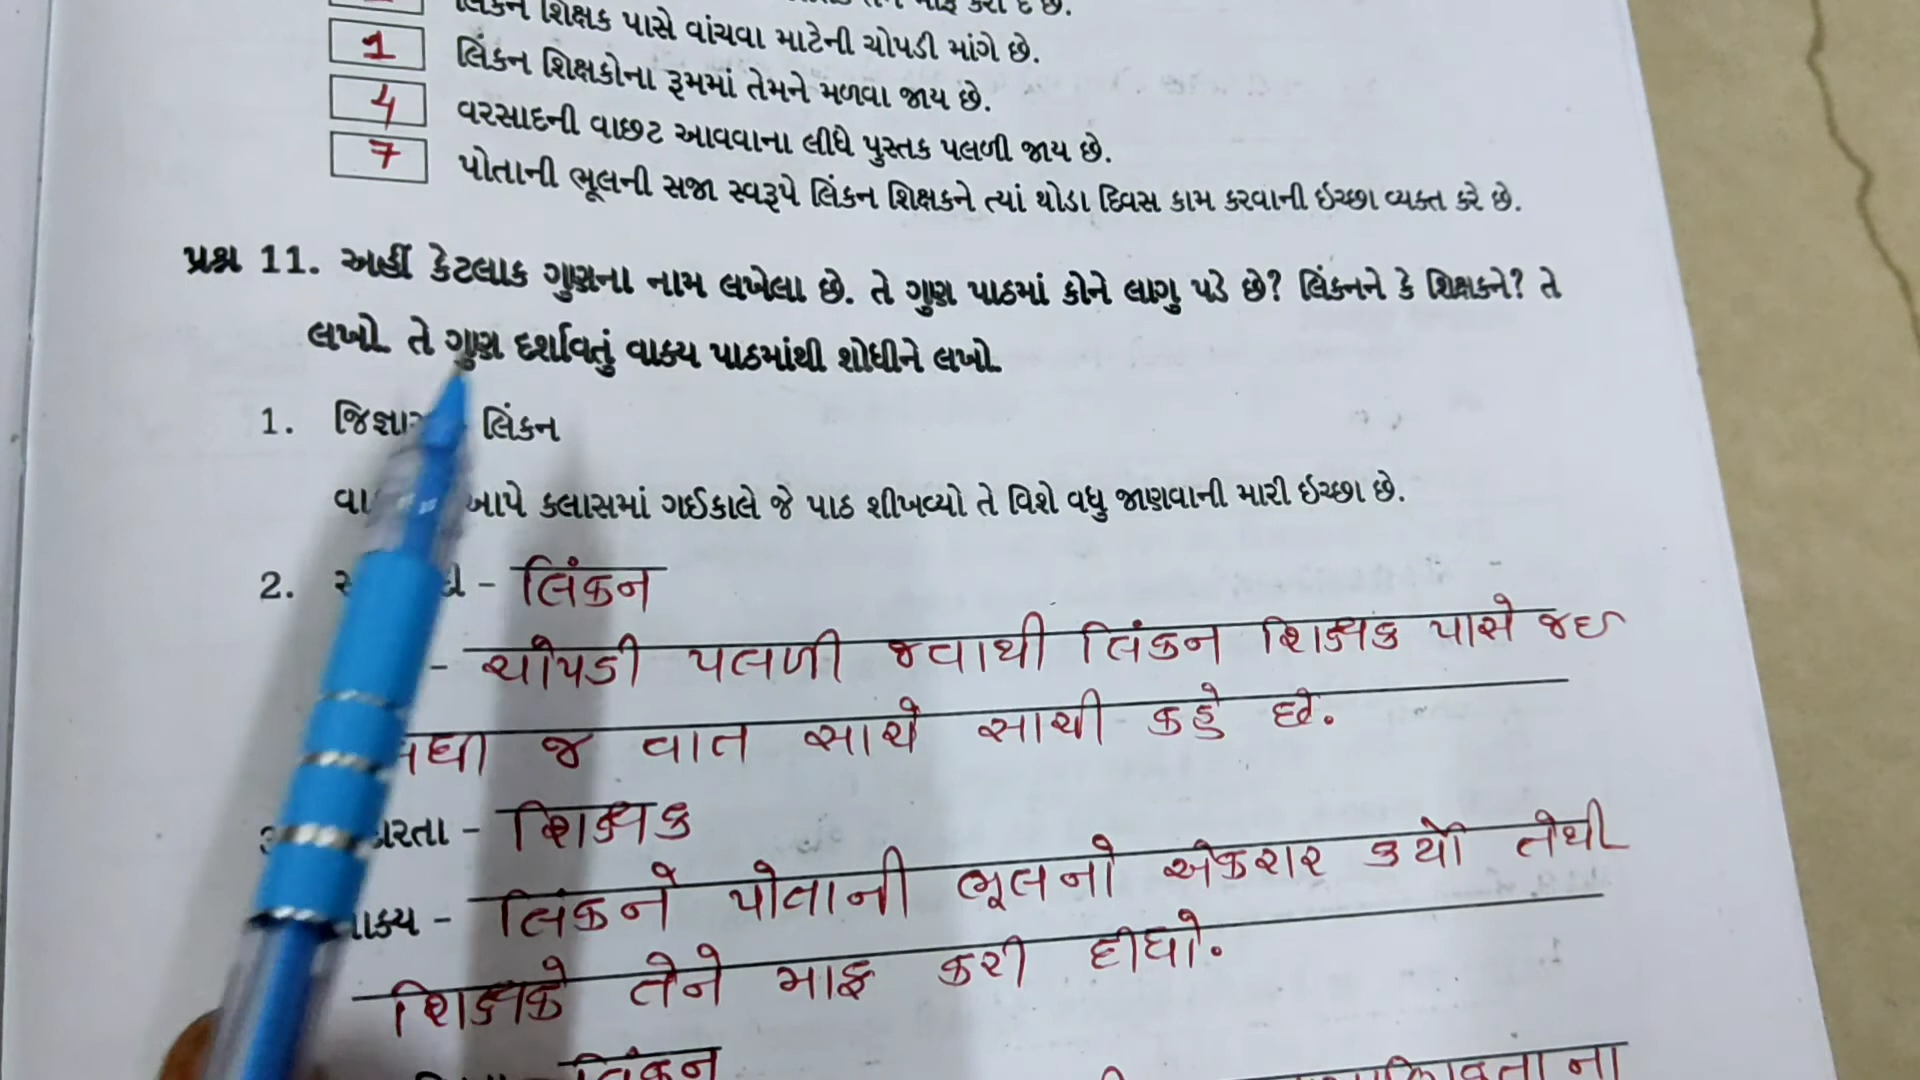 લિંકન શિક્ષક પાસે વાંચવા માટેની ચોપડી માંગે છે.
1 લિંકન શિક્ષકોના રૂમમાં તેમને મળવા જાય છે.
4 વરસાદની વાછટ આવવાના લીધે પુસ્તક પલળી જાય છે.
7 પોતાની ભૂલની સજા સ્વરૂપે લિંકન શિક્ષકને ત્યાં થોડા દિવસ કામ કરવાની ઇચ્છા વ્યક્ત કરે છે.
પ્રશ્ન 11. અહીં કેટલાક ગુણના નામ લખેલા છે. તે ગુણ પાઠમાં કોને લાગુ પડે છે? લિંકનને કે શિક્ષકને? તે
લખો. તે ગુણ દર્શાવતું વાક્ય પાઠમાંથી શોધીને લખો.
1. લિંકન
આપે ક્લાસમાં ગઈકાલે જે પાઠ શીખવ્યો તે વિશે વધુ જાણવાની મારી ઇચ્છા છે.
2. - લિંકન
- ચોપડી પલળી જવાથી લિંકન શિક્ષક પાસે જઇ
જ વાત સાચે સાચી કહે છે.
- શિક્ષક
વાક્ય - લિંકને પોતાની ભૂલનો એકરાર કર્યો તેથી
શિક્ષકે તેને માફ કરી દીધો.
લિંકન